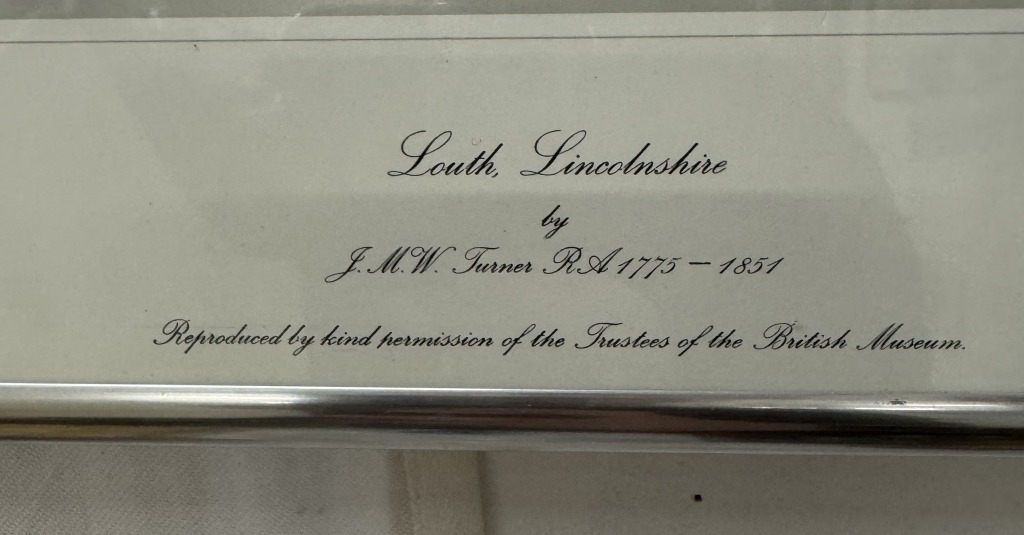 Louth, Lincolnshire
by
J. M. W. Turner RA 1775 – 1851
Reproduced by kind permission of the Trustees of the British Museum.